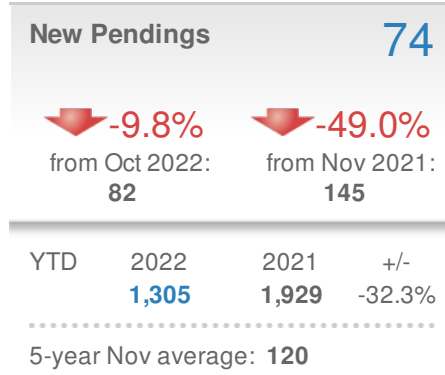 New Pendings 74
-9.8% -49.0%
from Oct 2022: from Nov 2021:
82 145
YTD 2022 2021 +/-
1,305 1,929 -32.3%
5-year Nov average: 120